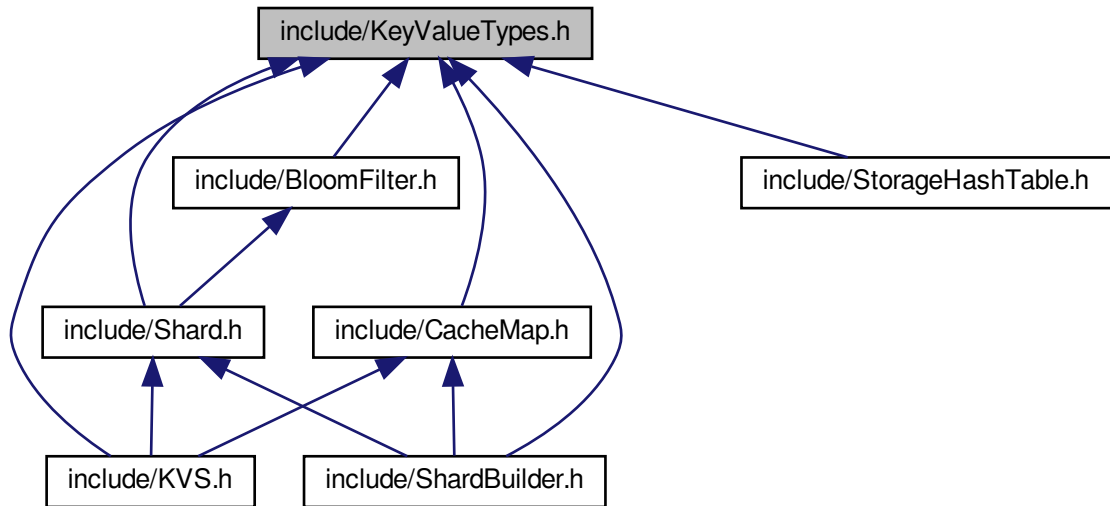 include/KeyValueTypes.h
include/BloomFilter.h
include/StorageHashTable.h
include/Shard.h
include/CacheMap.h
include/KVS.h
include/ShardBuilder.h